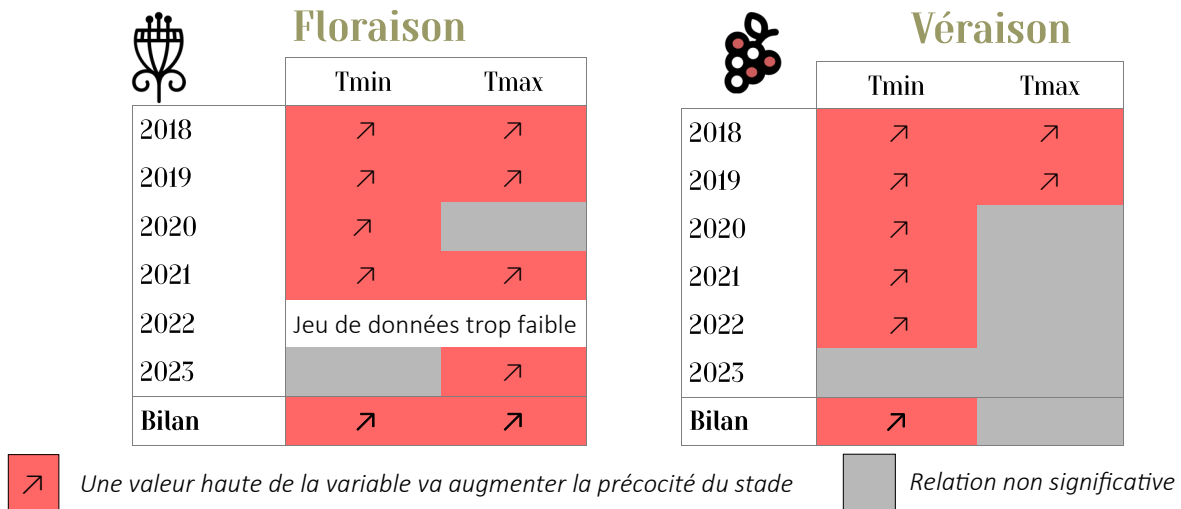 Floraison
Tmin Tmax
2018 ↗ ↗
2019 ↗ ↗
2020 ↗
2021 ↗ ↗
2022 Jeu de données trop faible
2023 ↗
Bilan ↗ ↗
Véraison
Tmin Tmax
2018 ↗ ↗
2019 ↗ ↗
2020 ↗
2021 ↗
2022 ↗
2023
Bilan ↗
↗ Une valeur haute de la variable va augmenter la précocité du stade
Relation non significative